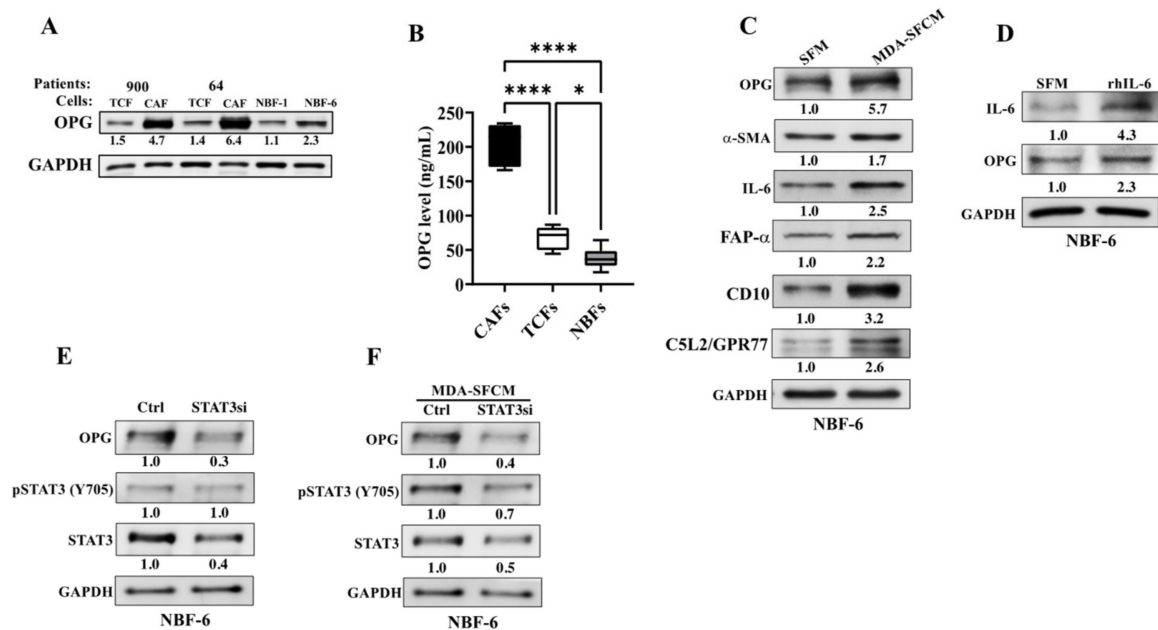 A
Patients: 900 64
Cells: TCF CAF TCF CAF NBF-1 NBF-6
OPG
1.5 4.7 1.4 6.4 1.1 2.3
GAPDH
B
****
**** *
OPG level (ng/mL)
250
200
150
100
50
0
CAFs TCFs NBFs
C
SFM MDA-SFCM
OPG
1.0 5.7
α-SMA
1.0 1.7
IL-6
1.0 2.5
FAP-α
1.0 2.2
CD10
1.0 3.2
C5L2/GPR77
1.0 2.6
GAPDH
NBF-6
D
SFM rhIL-6
IL-6
1.0 4.3
OPG
1.0 2.3
GAPDH
NBF-6
E
Ctrl STAT3si
OPG
1.0 0.3
pSTAT3 (Y705)
1.0 1.0
STAT3
1.0 0.4
GAPDH
NBF-6
F
MDA-SFCM
Ctrl STAT3si
OPG
1.0 0.4
pSTAT3 (Y705)
1.0 0.7
STAT3
1.0 0.5
GAPDH
NBF-6